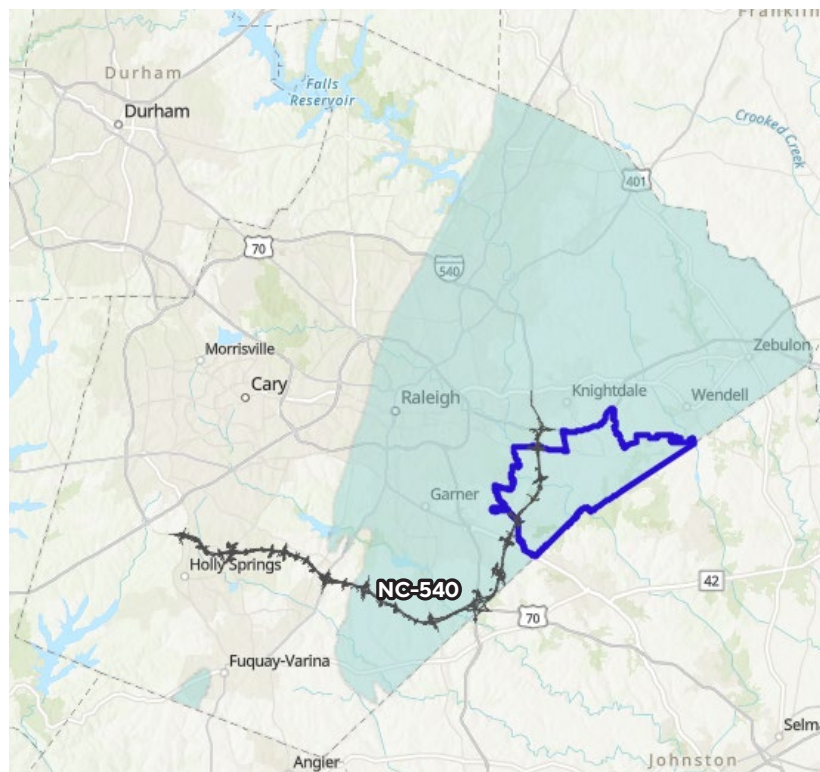 Franklin
Durham
Durham
Falls
Reservoir
Crooked Creek
401
70
540
Morrisville
Cary
Raleigh
Knightdale
Zebulon
Wendell
Garner
Holly Springs
NC-540
42
70
Fuquay-Varina
Selm
Angier
Johnston